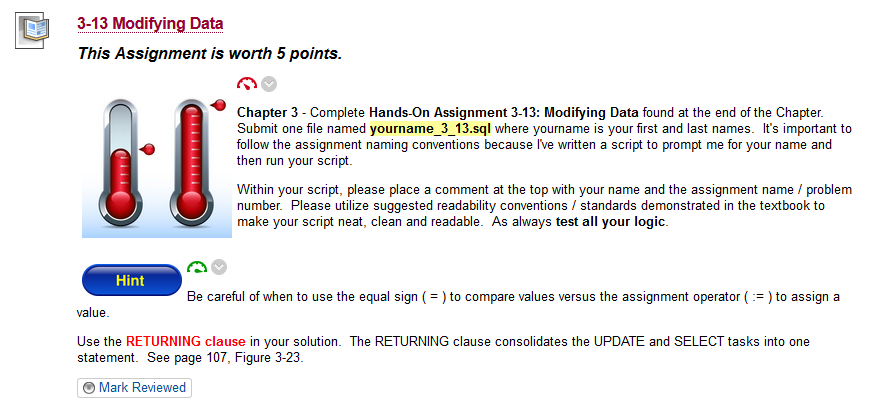 3-13 Modifying Data
This Assignment is worth 5 points.
Chapter 3 - Complete Hands-On Assignment 3-13: Modifying Data found at the end of the Chapter.
Submit one file named yourname_3_13.sql where yourname is your first and last names. It's important to
follow the assignment naming conventions because I've written a script to prompt me for your name and
then run your script.
Within your script, please place a comment at the top with your name and the assignment name / problem
number. Please utilize suggested readability conventions / standards demonstrated in the textbook to
make your script neat, clean and readable. As always test all your logic.
Hint
Be careful of when to use the equal sign ( = ) to compare values versus the assignment operator ( := ) to assign a
value.
Use the RETURNING clause in your solution. The RETURNING clause consolidates the UPDATE and SELECT tasks into one
statement. See page 107, Figure 3-23.
Mark Reviewed